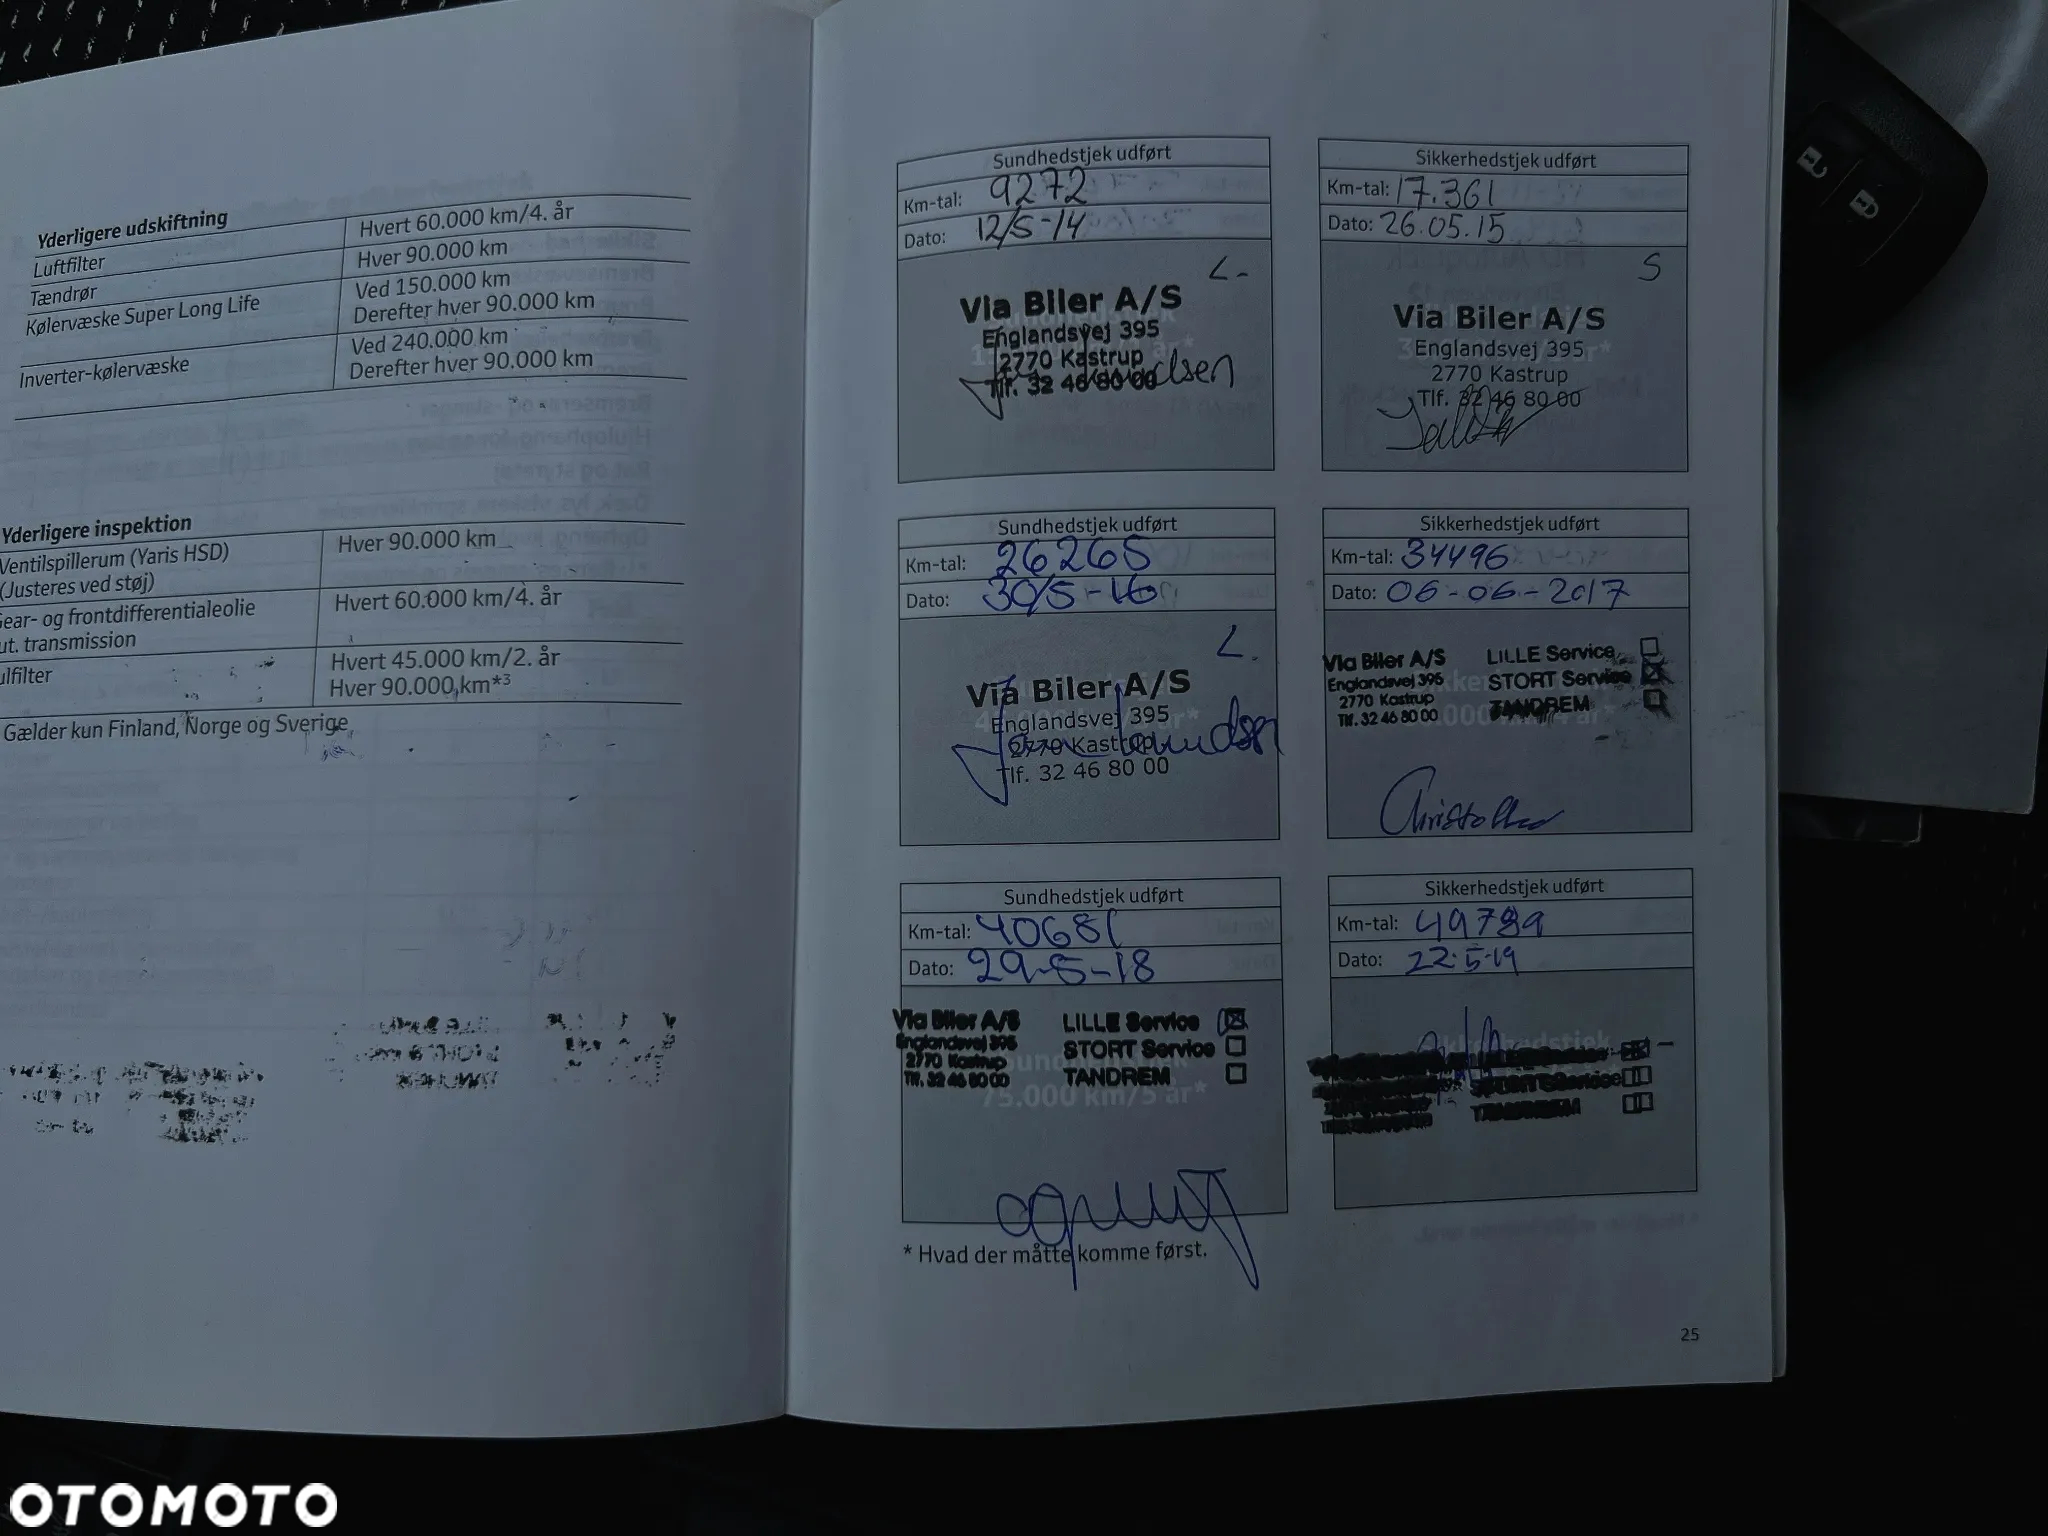 Yderligere udskiftning
Hvert 60.000 km/4. år
Luftfilter
Hver 90.000 km
Tændrør
Ved 150.000 km
Kølervæske Super Long Life
Derefter hver 90.000 km
Ved 240.000 km
Inverter-kølervæske
Derefter hver 90.000 km
Yderligere inspektion
Ventilspillerum (Yaris HSD)
Hver 90.000 km
(Justeres ved støj)
Gear- og frontdifferentialeolie
Hvert 60.000 km/4. år
ut. transmission
Hvert 45.000 km/2. år
ulfilter
Hver 90.000 km*3
Gælder kun Finland, Norge og Sverige
Sundhedstjek udført
Km-tal: 9272
Dato: 12/5-14
L.
Via Biler A/S
Englandsvej 395
2770 Kastrup
Tlf. 32 46 80 00
Sikkerhedstjek udført
Km-tal: 17.361
Dato: 26.05.15
S
Via Biler A/S
Englandsvej 395
2770 Kastrup
Tlf. 32 46 80 00
Sundhedstjek udført
Km-tal: 26265
Dato: 30/5-16
L.
Via Biler A/S
Englandsvej 395
2770 Kastrup
Tlf. 32 46 80 00
Sikkerhedstjek udført
Km-tal: 34496
Dato: 06-06-2017
Via Biler A/S LILLE Service
Englandsvej 395 STORT Service
2770 Kastrup TANDREM
Tlf. 32 46 80 00
Sundhedstjek udført
Km-tal: 40681
Dato: 29-5-18
Via Biler A/S LILLE Service
Englandsvej 395 STORT Service
2770 Kastrup TANDREM
Tlf. 32 46 80 00
75.000 km/5 år*
Sikkerhedstjek udført
Km-tal: 49789
Dato: 22-5-19
STORT Service
TANDREM
* Hvad der måtte komme først.
25
OTOMOTO